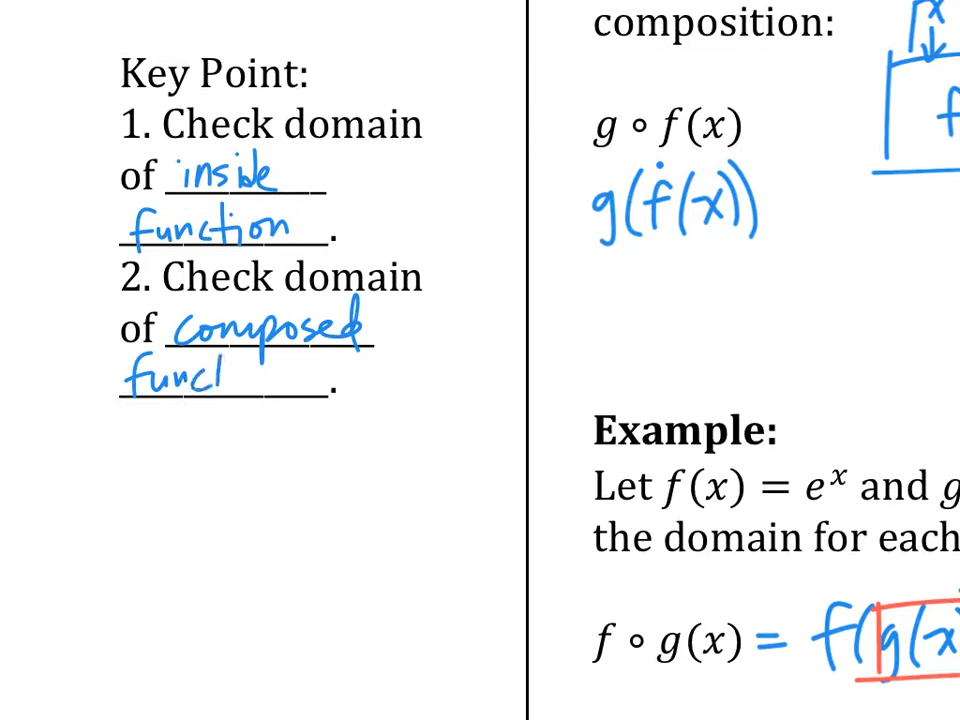 Key Point:
1. Check domain
of inside
function.
2. Check domain
of composed
funct.
composition:
g ∘ f(x)
g(f(x))
x
f
Example:
Let f(x) = eˣ and g
the domain for each
f ∘ g(x) = f(g(x)